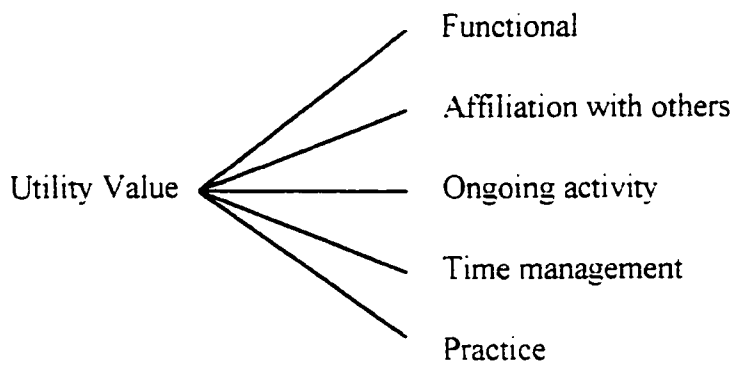 Functional
Affiliation with others
Utility Value
Ongoing activity
Time management
Practice